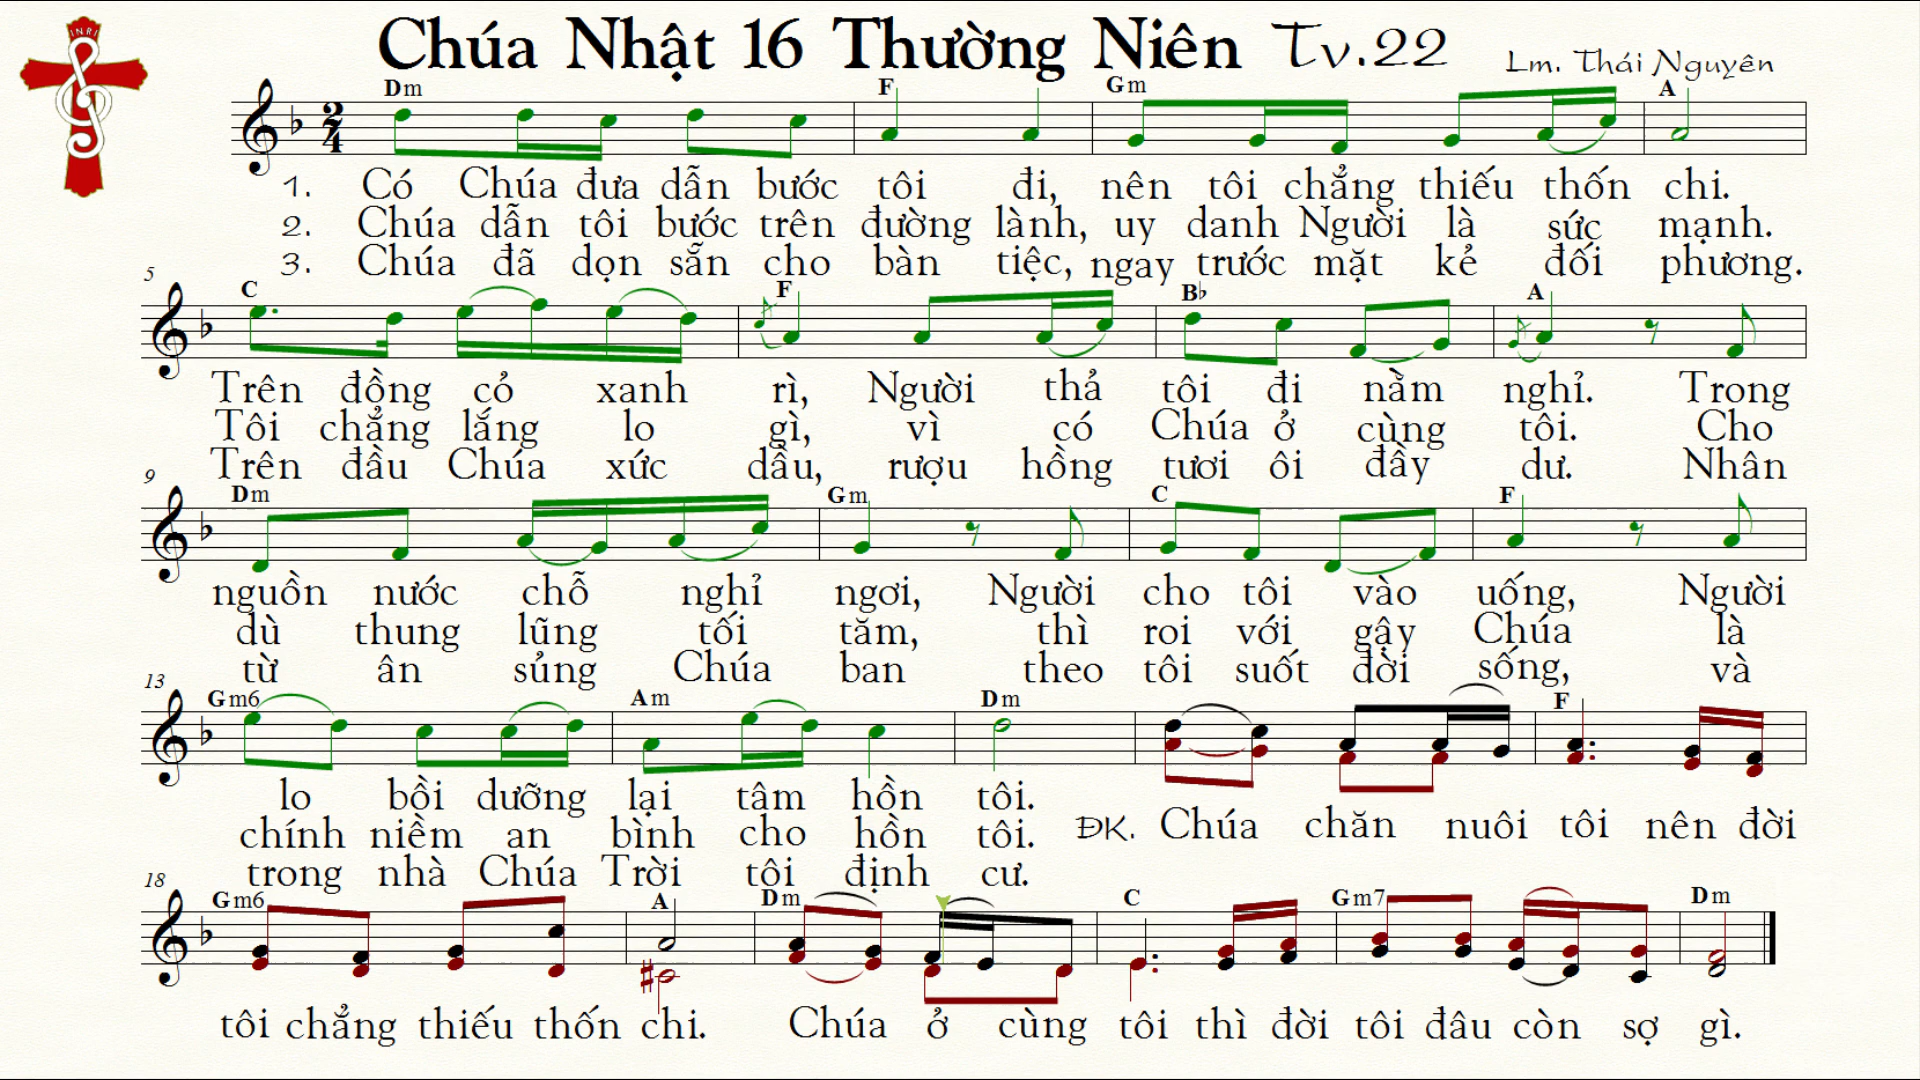 INRI
Chúa Nhật 16 Thường Niên Tv.22
Lm. Thái Nguyên
Dm F Gm A
1. Có Chúa đưa dẫn bước tôi đi, nên tôi chẳng thiếu thốn chi.
2. Chúa dẫn tôi bước trên đường lành, uy danh Người là sức mạnh.
3. Chúa đã dọn sẵn cho bàn tiệc, ngay trước mặt kẻ đối phương.
5
C F B♭ A
Trên đồng cỏ xanh rì, Người thả tôi đi nằm nghỉ. Trong
Tôi chẳng lắng lo gì, vì có Chúa ở cùng tôi. Cho
Trên đầu Chúa xức dầu, rượu hồng tươi ôi đầy dư. Nhân
9
Dm Gm C F
nguồn nước chỗ nghỉ ngơi, Người cho tôi vào uống, Người
dù thung lũng tối tăm, thì roi với gậy Chúa là
từ ân sủng Chúa ban theo tôi suốt đời sống, và
13
Gm6 Am Dm F
lo bồi dưỡng lại tâm hồn tôi.
chính niềm an bình cho hồn tôi. ĐK. Chúa chăn nuôi tôi nên đời
trong nhà Chúa Trời tôi định cư.
18
Gm6 A Dm C Gm7 Dm
tôi chẳng thiếu thốn chi. Chúa ở cùng tôi thì đời tôi đâu còn sợ gì.